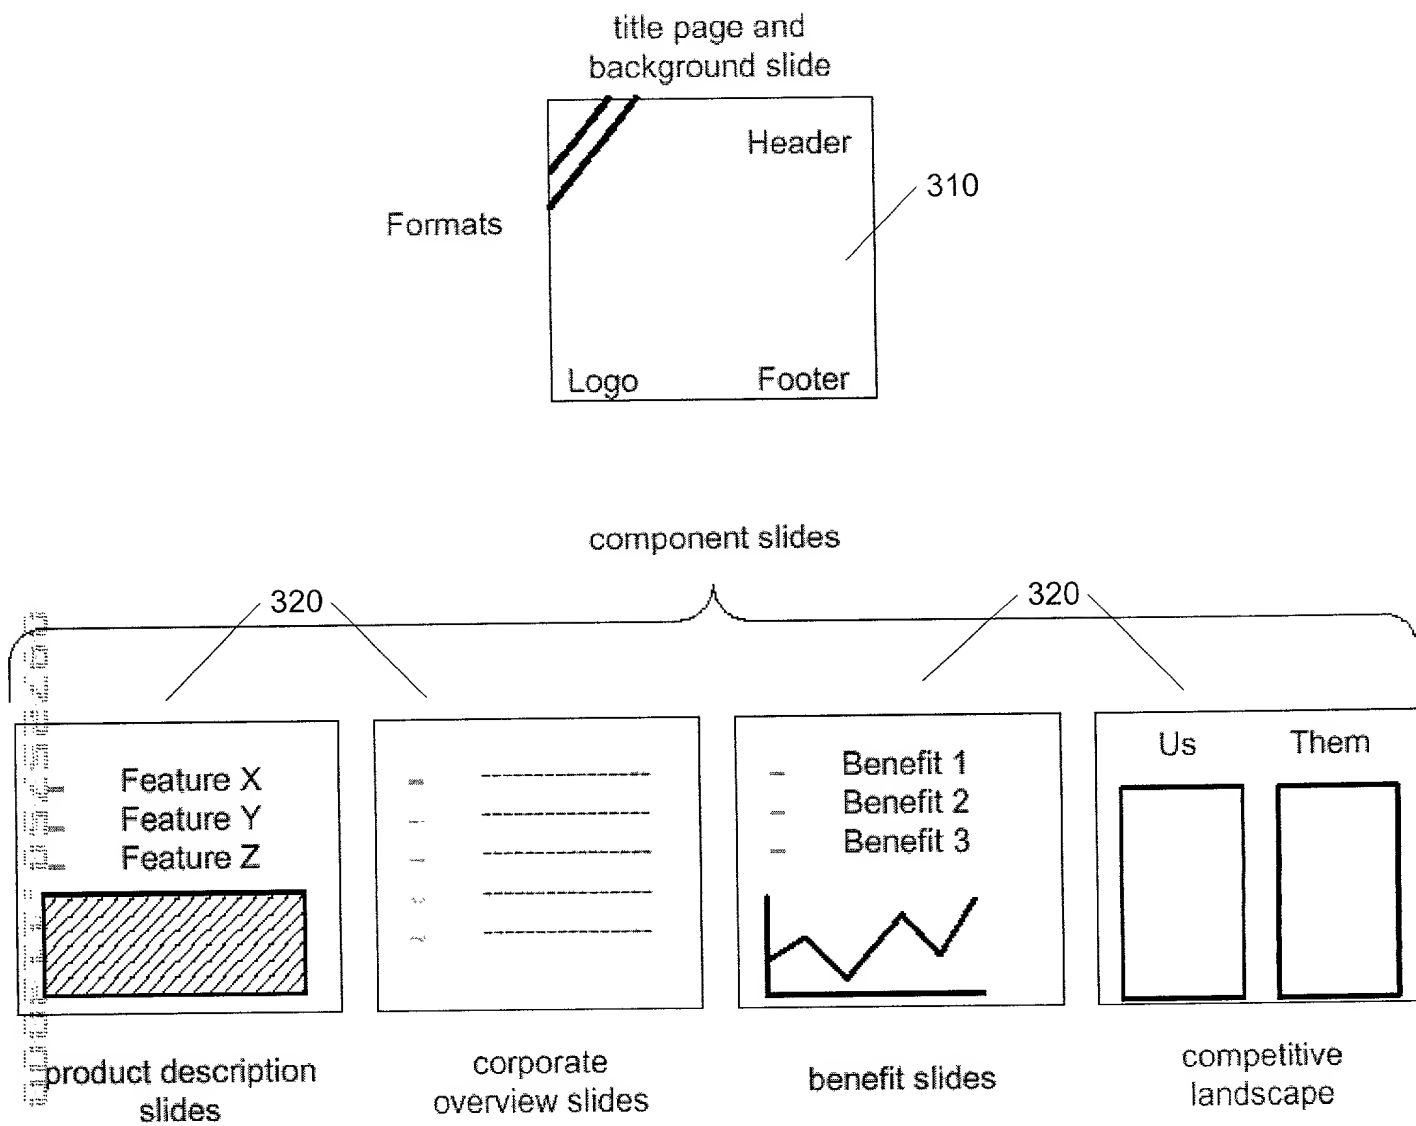 title page and
background slide
Header
310
Formats
Logo
Footer
component slides
320
320
Feature X
Feature Y
Feature Z
Benefit 1
Benefit 2
Benefit 3
Us
Them
product description
slides
corporate
overview slides
benefit slides
competitive
landscape